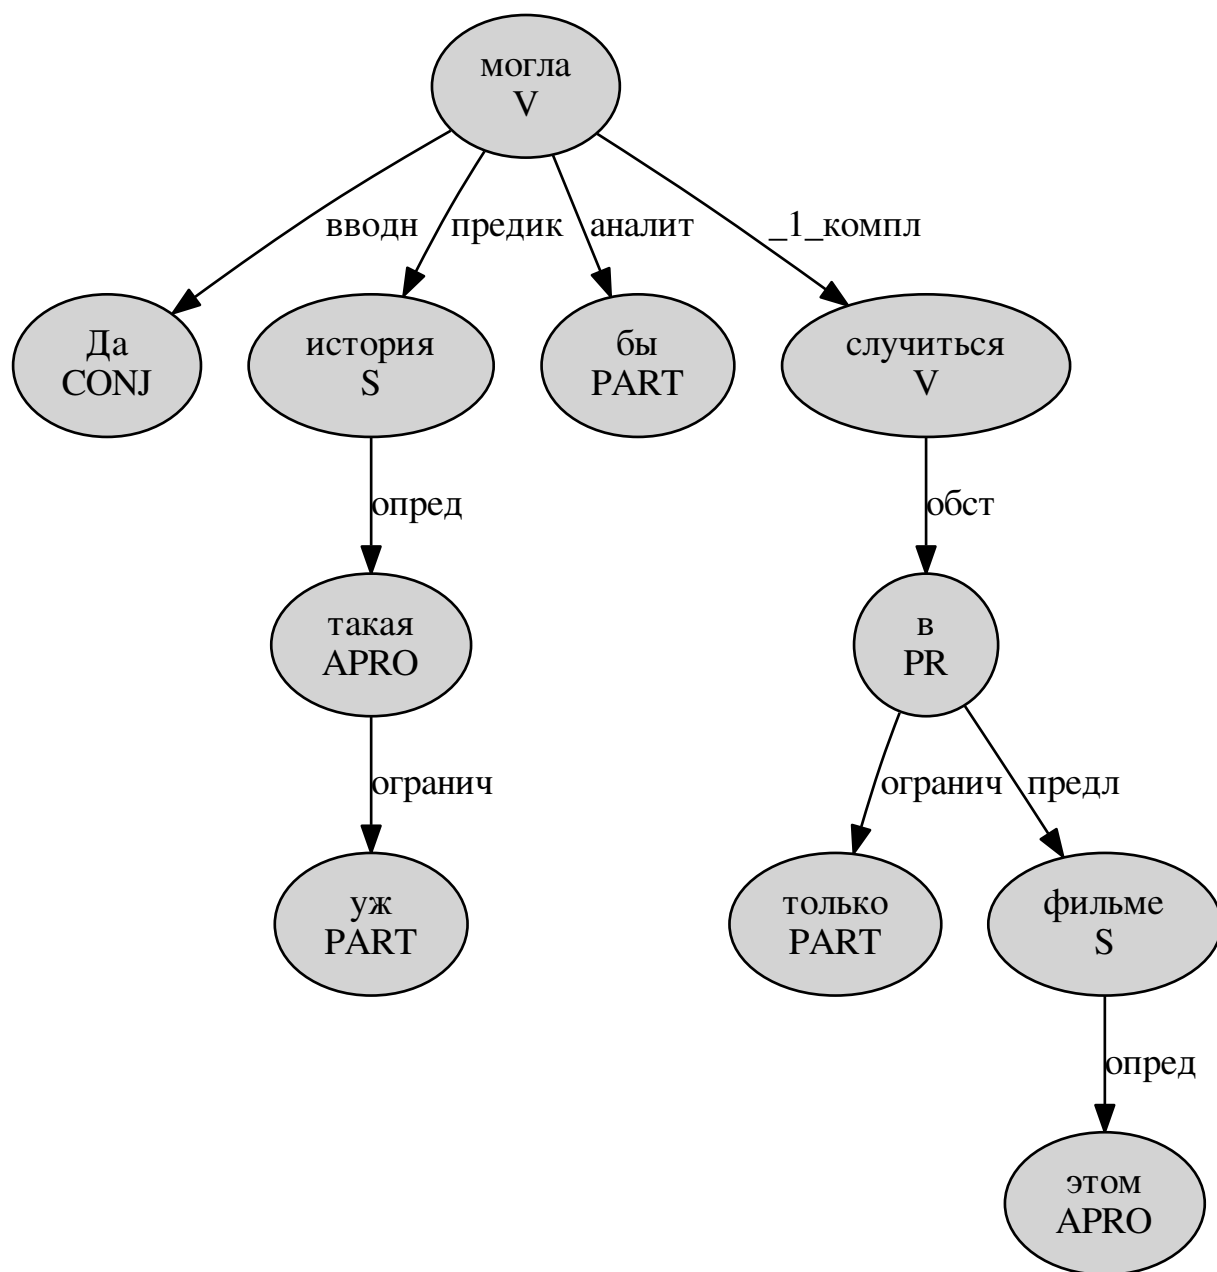 могла
V
вводн предик аналит _1_компл
Да
CONJ
история
S
бы
PART
случиться
V
опред обст
такая
APRO
в
PR
огранич огранич предл
уж
PART
только
PART
фильме
S
опред
этом
APRO